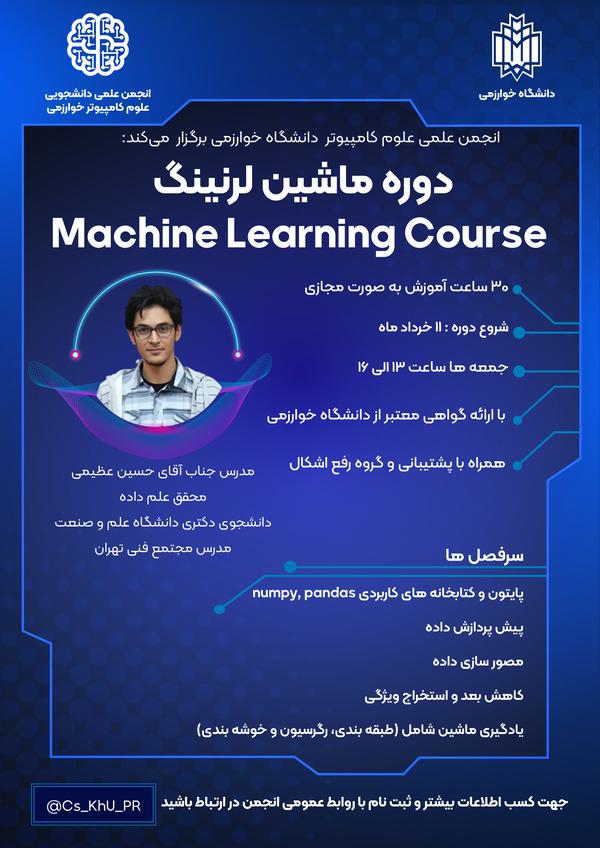 دانشگاه خوارزمی
انجمن علمی دانشجویی
علوم کامپیوتر خوارزمی
انجمن علمی علوم کامپیوتر دانشگاه خوارزمی برگزار می‌کند:
دوره ماشین لرنینگ
Machine Learning Course
۳۰ ساعت آموزش به صورت مجازی
شروع دوره : ۱۱ خرداد ماه
جمعه ها ساعت ۱۳ الی ۱۶
با ارائه گواهی معتبر از دانشگاه خوارزمی
همراه با پشتیبانی و گروه رفع اشکال
مدرس جناب آقای حسین عظیمی
محقق علم داده
دانشجوی دکتری دانشگاه علم و صنعت
مدرس مجتمع فنی تهران
سرفصل ها
پایتون و کتابخانه های کاربردی numpy, pandas
پیش پردازش داده
مصور سازی داده
کاهش بعد و استخراج ویژگی
یادگیری ماشین شامل (طبقه بندی، رگرسیون و خوشه بندی)
جهت کسب اطلاعات بیشتر و ثبت نام با روابط عمومی انجمن در ارتباط باشید
@Cs_KhU_PR